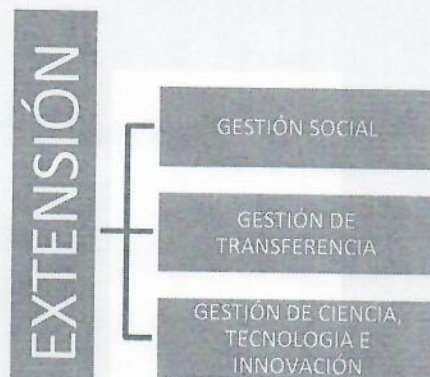 EXTENSIÓN
GESTIÓN SOCIAL
GESTIÓN DE
TRANSFERENCIA
GESTIÓN DE CIENCIA,
TECNOLOGIA E
INNOVACIÓN